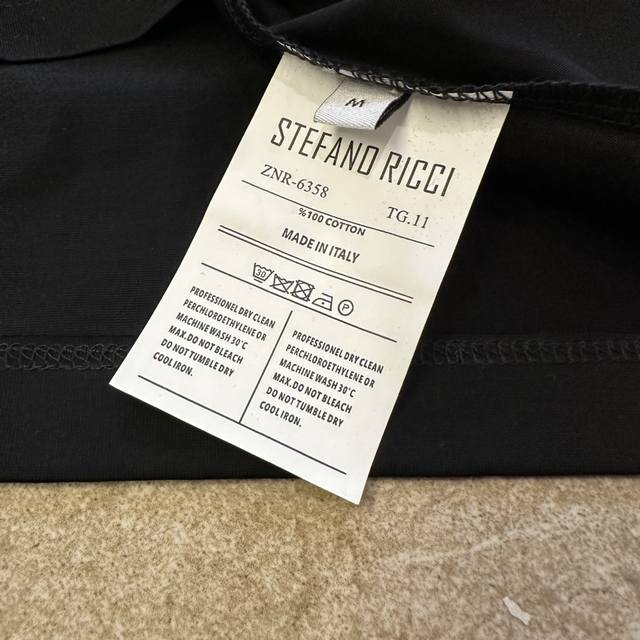 M
STEFANO RICCI
ZNR-6358 TG.11
%100 COTTON
MADE IN ITALY
30 P
PROFESSIONEL DRY CLEAN
PERCHLOROETHYLENE OR
MACHINE WASH 30°C
MAX.DO NOT BLEACH
DO NOT TUMBLE DRY
COOL IRON.
PROFESSIONEL DRY CLEAN
PERCHLOROETHYLENE OR
MACHINE WASH 30°C
MAX.DO NOT BLEACH
DO NOT TUMBLE DRY
COOL IRON.